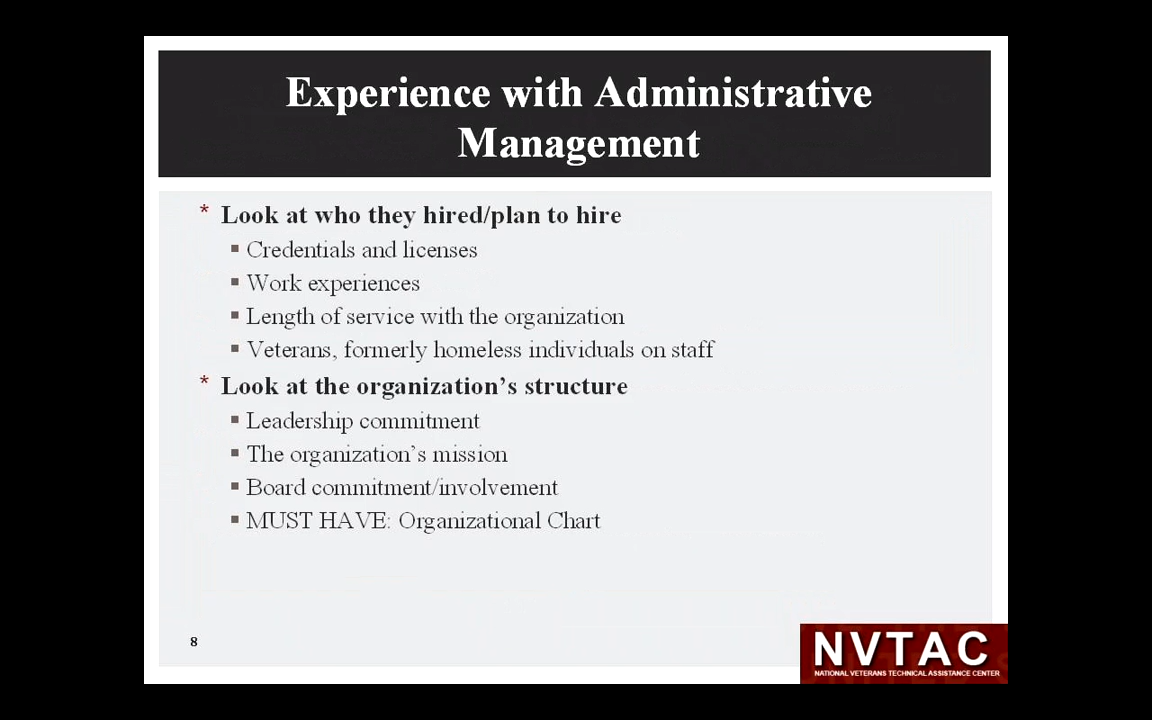 Experience with Administrative
Management
* Look at who they hired/plan to hire
▪ Credentials and licenses
▪ Work experiences
▪ Length of service with the organization
▪ Veterans, formerly homeless individuals on staff
* Look at the organization’s structure
▪ Leadership commitment
▪ The organization’s mission
▪ Board commitment/involvement
▪ MUST HAVE: Organizational Chart
8
NVTAC
NATIONAL VETERANS TECHNICAL ASSISTANCE CENTER